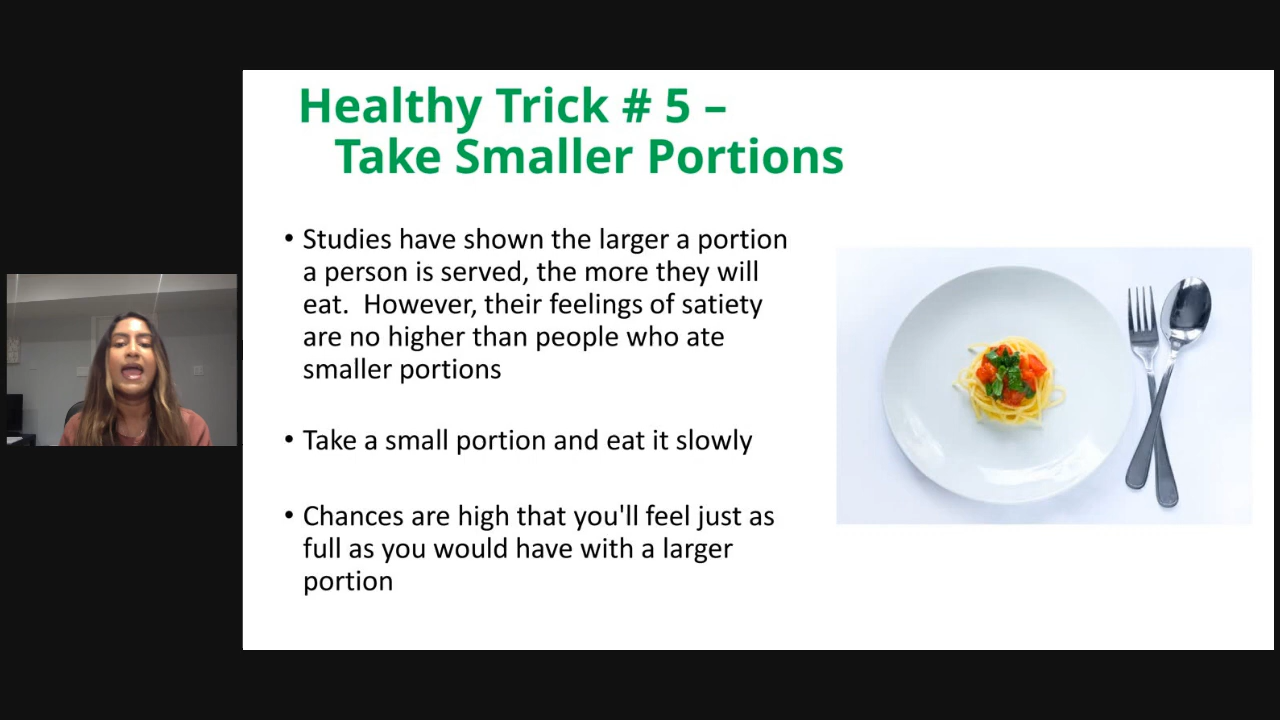 Healthy Trick # 5 –
Take Smaller Portions
• Studies have shown the larger a portion
a person is served, the more they will
eat.  However, their feelings of satiety
are no higher than people who ate
smaller portions
• Take a small portion and eat it slowly
• Chances are high that you'll feel just as
full as you would have with a larger
portion